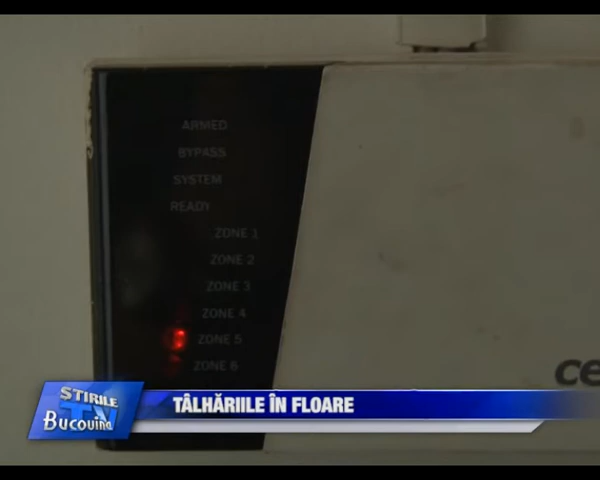 ARMED
BYPASS
SYSTEM
READY
ZONE 1
ZONE 2
ZONE 3
ZONE 4
ZONE 5
ZONE 6
ce
ȘTIRILE
TV
Bucovina
TÂLHĂRIILE ÎN FLOARE